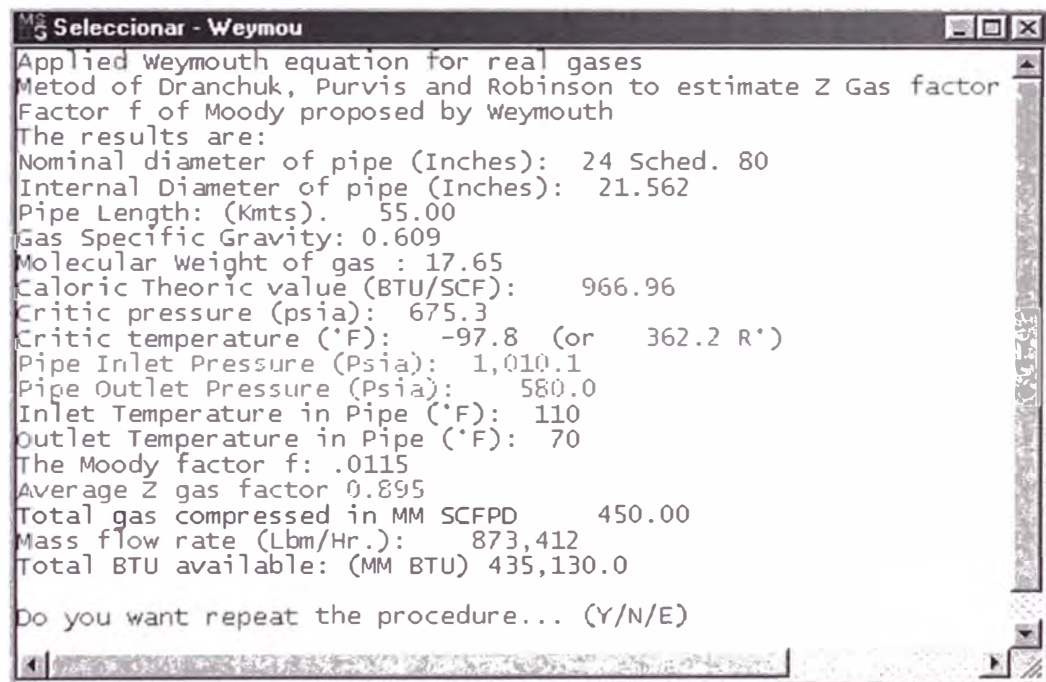 Seleccionar - Weymou
Applied Weymouth equation for real gases
Metod of Dranchuk, Purvis and Robinson to estimate Z Gas factor
Factor f of Moody proposed by Weymouth
The results are:
Nominal diameter of pipe (Inches): 24 Sched. 80
Internal Diameter of pipe (Inches): 21.562
Pipe Length: (Kmts). 55.00
Gas Specific Gravity: 0.609
Molecular Weight of gas : 17.65
Caloric Theoric value (BTU/SCF): 966.96
Critic pressure (psia): 675.3
Critic temperature (°F): -97.8 (or 362.2 R°)
Pipe Inlet Pressure (Psia): 1,010.1
Pipe Outlet Pressure (Psia): 580.0
Inlet Temperature in Pipe (°F): 110
Outlet Temperature in Pipe (°F): 70
The Moody factor f: .0115
Average Z gas factor 0.895
Total gas compressed in MM SCFPD 450.00
Mass flow rate (Lbm/Hr.): 873,412
Total BTU available: (MM BTU) 435,130.0
Do you want repeat the procedure... (Y/N/E)